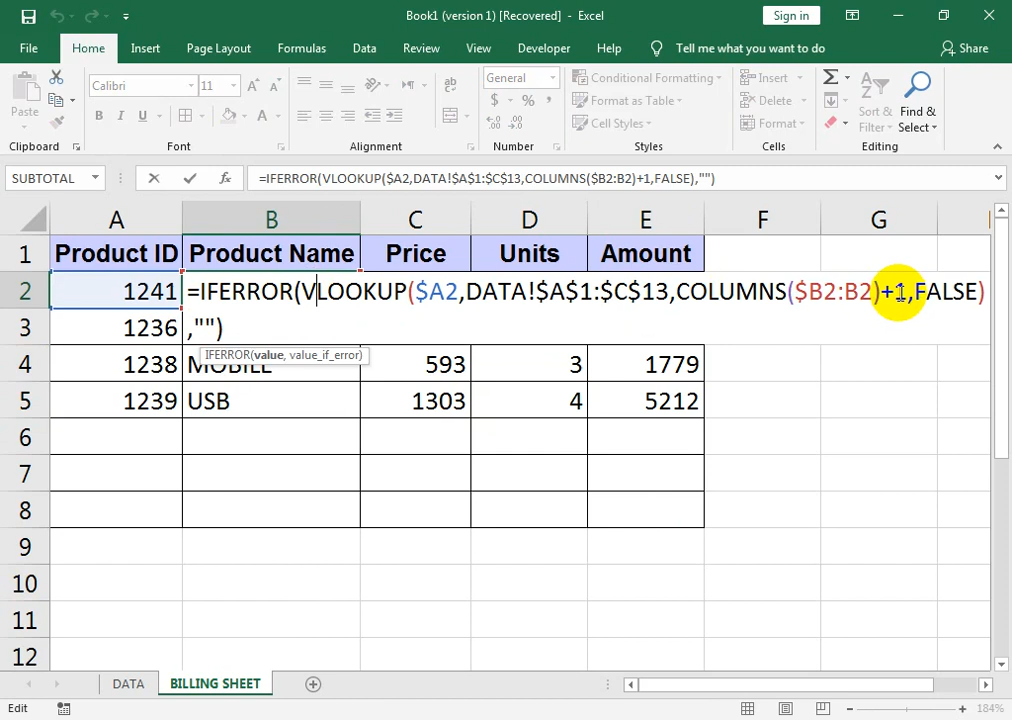 Book1 (version 1) [Recovered] - Excel
Sign in
File Home Insert Page Layout Formulas Data Review View Developer Help Tell me what you want to do Share
Paste
Calibri 11
General
Conditional Formatting
Format as Table
Cell Styles
Insert
Delete
Format
Sort & Filter
Find & Select
Clipboard Font Alignment Number Styles Cells Editing
SUBTOTAL =IFERROR(VLOOKUP($A2,DATA!$A$1:$C$13,COLUMNS($B2:B2)+1,FALSE),"")
A B C D E F G
1 Product ID Product Name Price Units Amount
2 1241 =IFERROR(VLOOKUP($A2,DATA!$A$1:$C$13,COLUMNS($B2:B2)+1,FALSE)
3 1236 ,"")
IFERROR(value, value_if_error)
4 1238 MOBILE 593 3 1779
5 1239 USB 1303 4 5212
6
7
8
9
10
11
12
DATA BILLING SHEET
Edit 184%